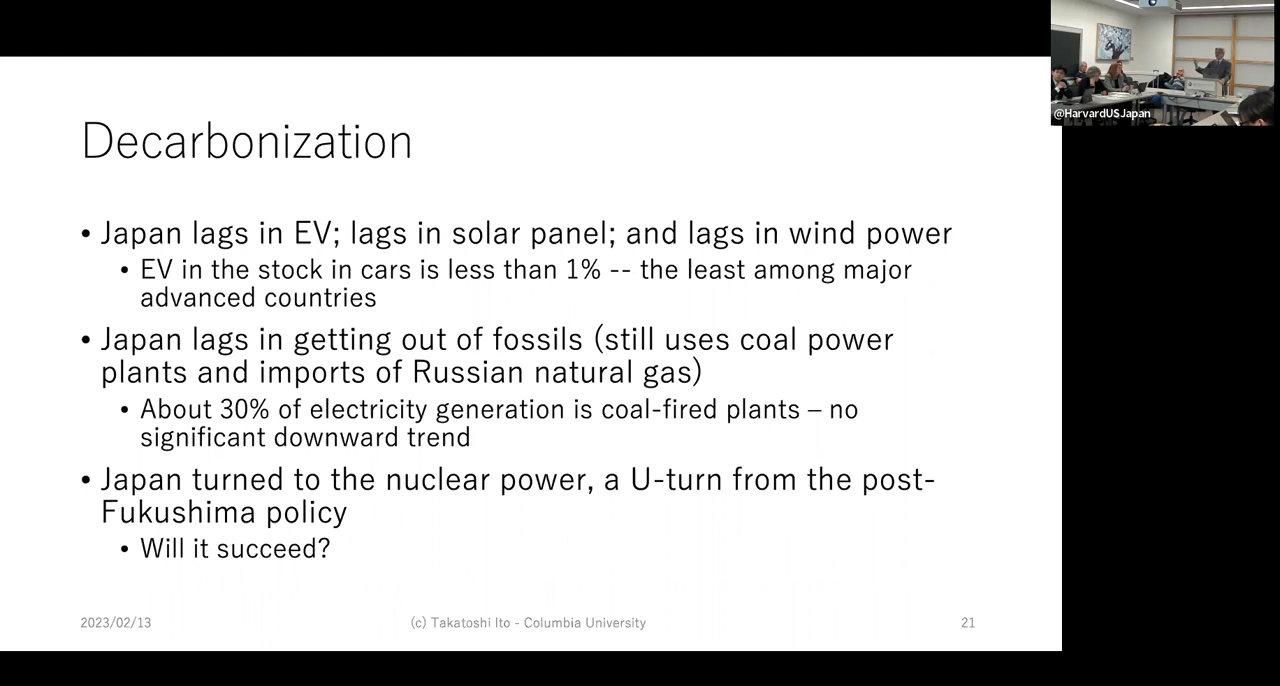 @HarvardUSJapan
Decarbonization
• Japan lags in EV; lags in solar panel; and lags in wind power
• EV in the stock in cars is less than 1% -- the least among major
advanced countries
• Japan lags in getting out of fossils (still uses coal power
plants and imports of Russian natural gas)
• About 30% of electricity generation is coal-fired plants – no
significant downward trend
• Japan turned to the nuclear power, a U-turn from the post-
Fukushima policy
• Will it succeed?
2023/02/13
(c) Takatoshi Ito - Columbia University
21